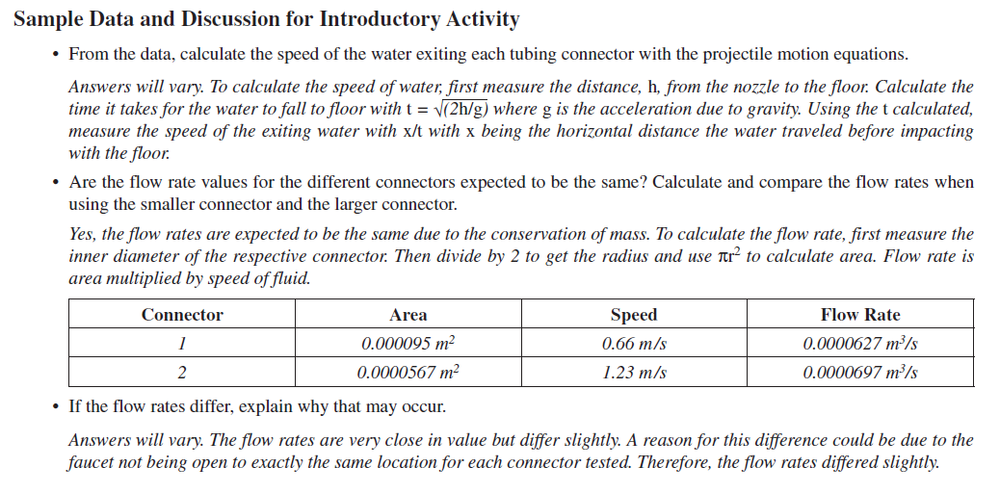 Sample Data and Discussion for Introductory Activity
• From the data, calculate the speed of the water exiting each tubing connector with the projectile motion equations.
Answers will vary. To calculate the speed of water, first measure the distance, h, from the nozzle to the floor. Calculate the
time it takes for the water to fall to floor with t = √(2h/g) where g is the acceleration due to gravity. Using the t calculated,
measure the speed of the exiting water with x/t with x being the horizontal distance the water traveled before impacting
with the floor.
• Are the flow rate values for the different connectors expected to be the same? Calculate and compare the flow rates when
using the smaller connector and the larger connector.
Yes, the flow rates are expected to be the same due to the conservation of mass. To calculate the flow rate, first measure the
inner diameter of the respective connector. Then divide by 2 to get the radius and use πr² to calculate area. Flow rate is
area multiplied by speed of fluid.
Connector Area Speed Flow Rate
1 0.000095 m² 0.66 m/s 0.0000627 m³/s
2 0.0000567 m² 1.23 m/s 0.0000697 m³/s
• If the flow rates differ, explain why that may occur.
Answers will vary. The flow rates are very close in value but differ slightly. A reason for this difference could be due to the
faucet not being open to exactly the same location for each connector tested. Therefore, the flow rates differed slightly.